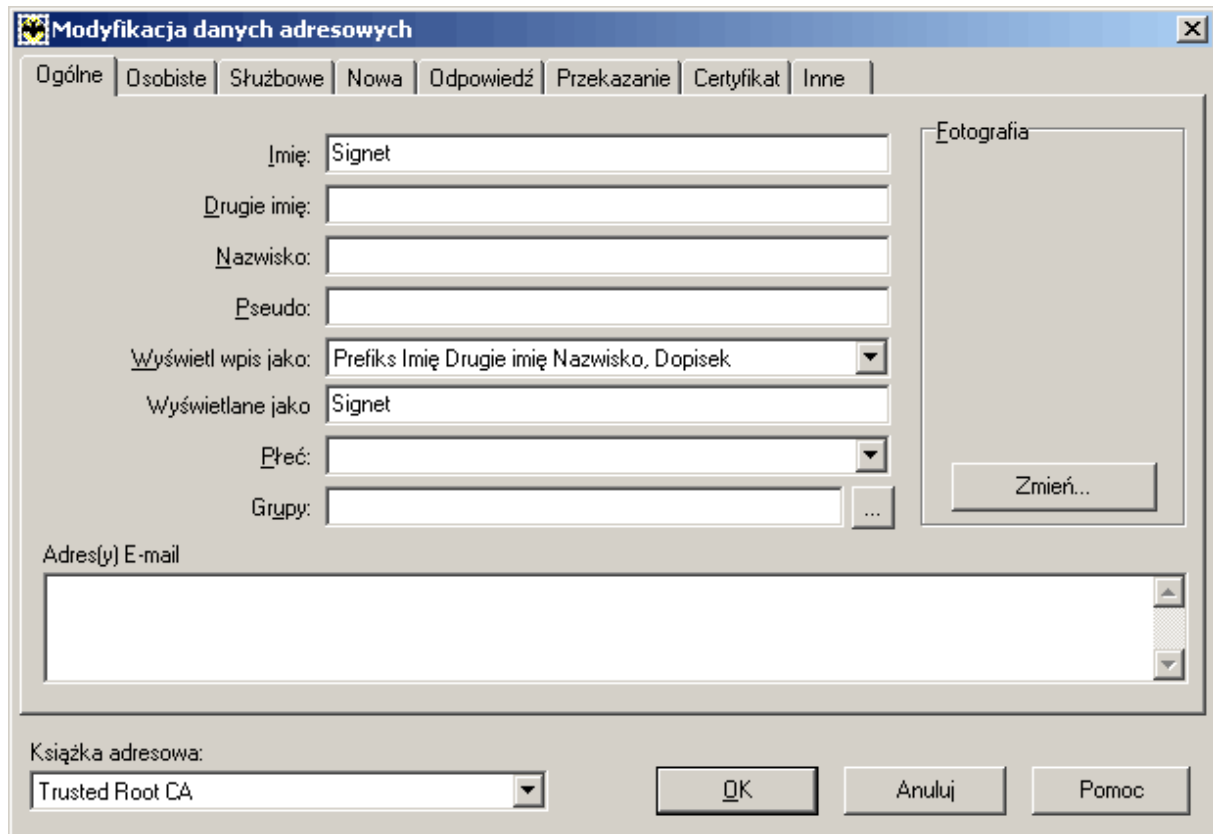 Modyfikacja danych adresowych
Ogólne Osobiste Służbowe Nowa Odpowiedź Przekazanie Certyfikat Inne
Fotografia
Imię: Signet
Drugie imię:
Nazwisko:
Pseudo:
Wyświetl wpis jako: Prefiks Imię Drugie imię Nazwisko, Dopisek
Wyświetlane jako Signet
Płeć:
Zmień...
Grupy: ...
Adres(y) E-mail
Książka adresowa:
Trusted Root CA OK Anuluj Pomoc